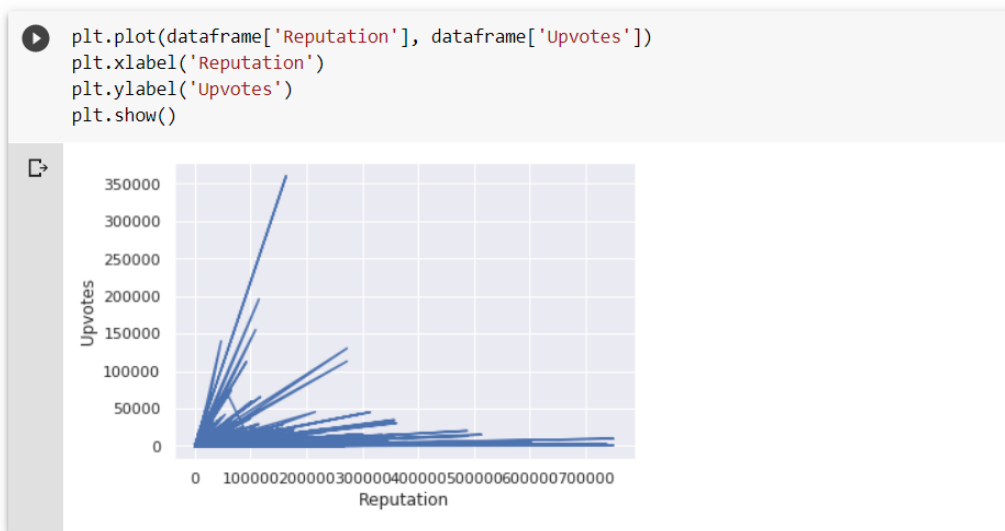 plt.plot(dataframe['Reputation'], dataframe['Upvotes'])
plt.xlabel('Reputation')
plt.ylabel('Upvotes')
plt.show()
350000
300000
250000
200000
150000
100000
50000
0
Upvotes
0 100000200000300000400000500000600000700000
Reputation